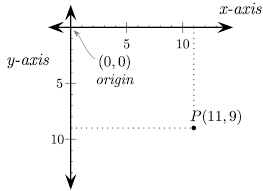 x-axis
5 10
y-axis
(0, 0)
origin
5
P(11, 9)
10